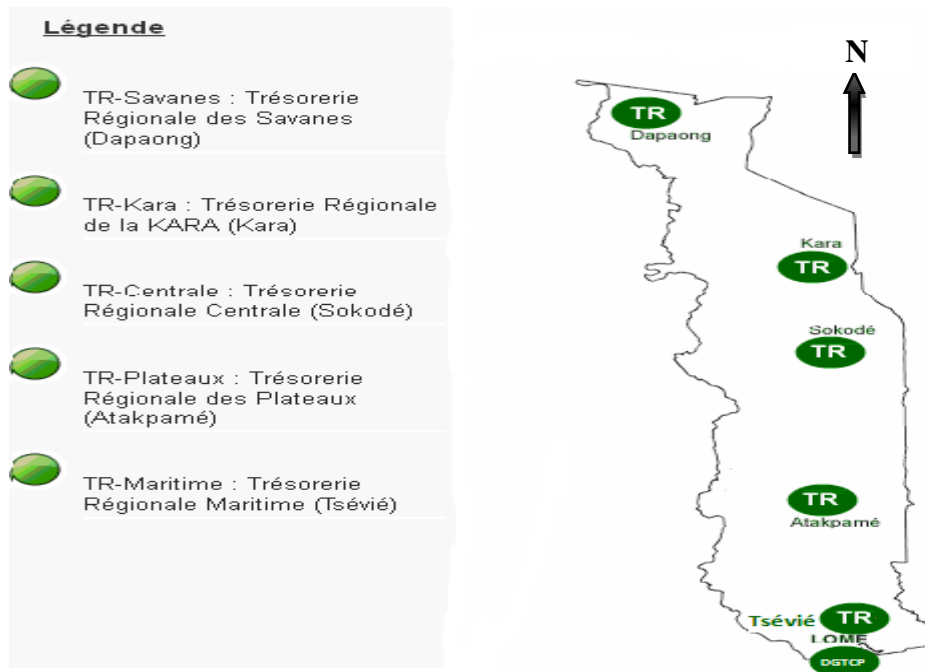 Légende
TR-Savanes : Trésorerie
Régionale des Savanes
(Dapaong)
TR-Kara : Trésorerie Régionale
de la KARA (Kara)
TR-Centrale : Trésorerie
Régionale Centrale (Sokodé)
TR-Plateaux : Trésorerie
Régionale des Plateaux
(Atakpamé)
TR-Maritime : Trésorerie
Régionale Maritime (Tsévié)
N
TR
Dapaong
Kara
TR
Sokodé
TR
TR
Atakpamé
Tsévié TR
LOME
DGTCP